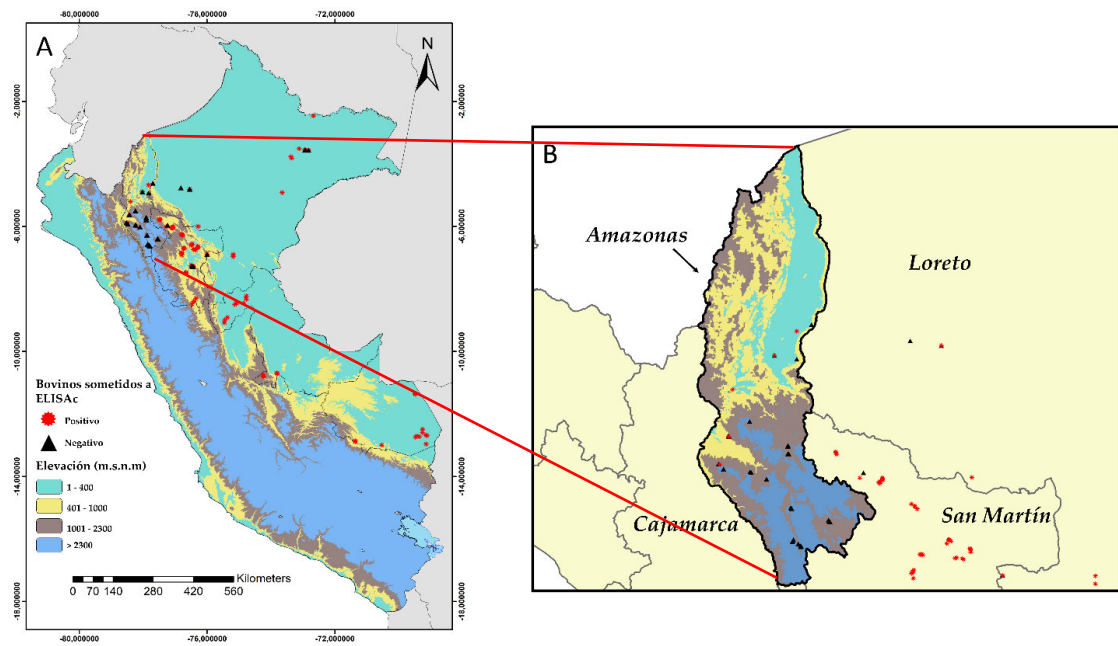 -80,000000 -76,000000 -72,000000
A
N
-2,000000 -2,000000
-6,000000 -6,000000
-10,000000 -10,000000
-14,000000 -14,000000
-18,000000 -18,000000
Bovinos sometidos a
ELISAc
Positivo
Negativo
Elevación (m.s.n.m)
1 - 400
401 - 1000
1001 - 2300
> 2300
Kilometers
0 70 140 280 420 560
-80,000000 -76,000000 -72,000000
B
Amazonas
Loreto
Cajamarca
San Martín